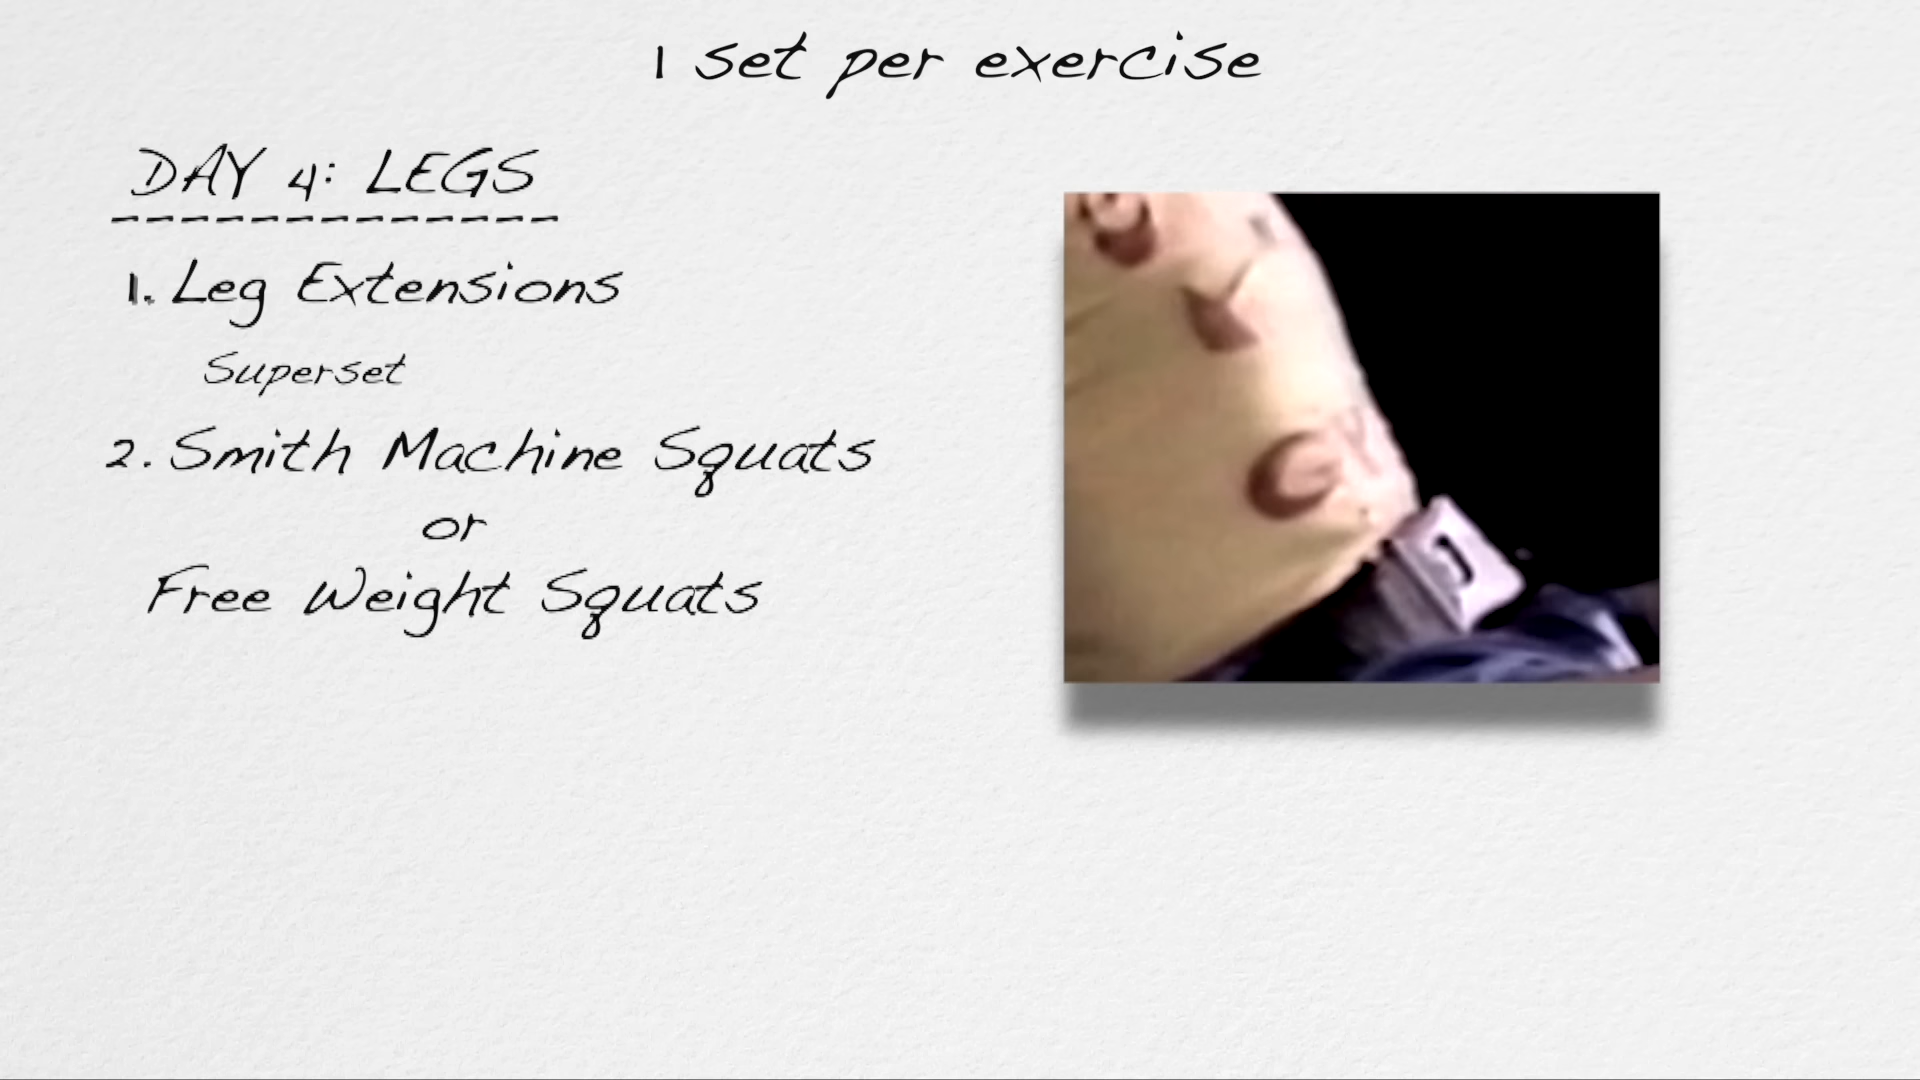 1 set per exercise
DAY 4: LEGS
-------------
1. Leg Extensions
Superset
2. Smith Machine Squats
or
Free Weight Squats